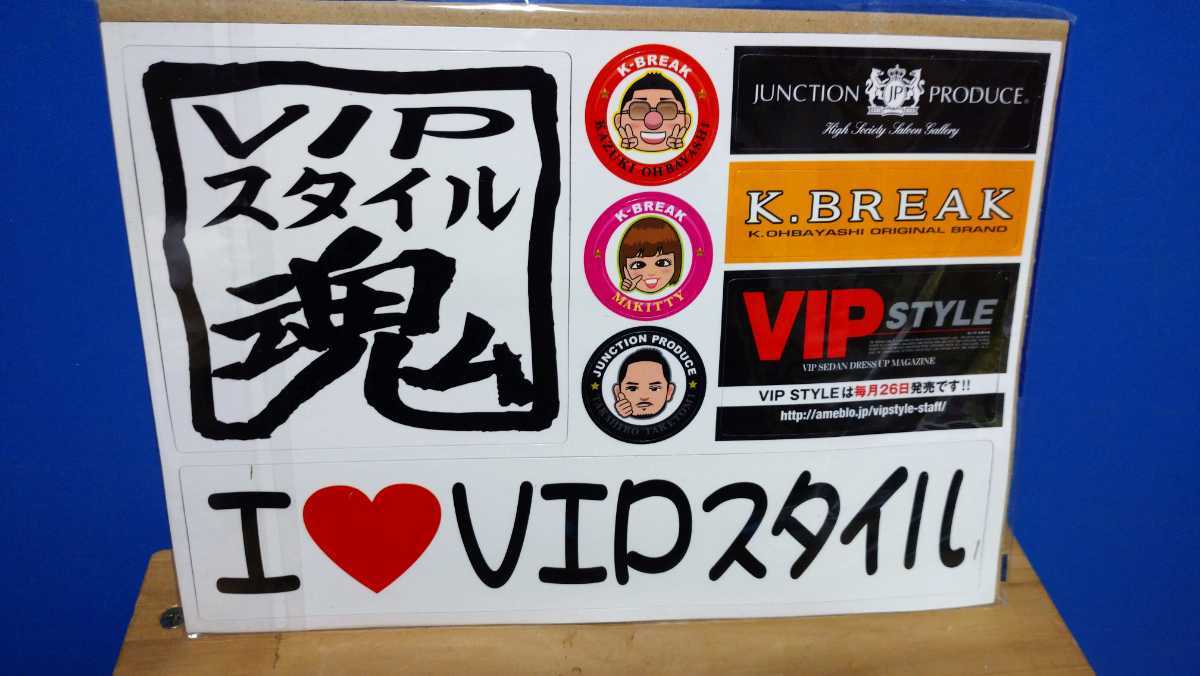 VIP
スタイル
魂
K-BREAK
KAZUKI OHBAYASHI
K-BREAK
MAKITTY
JUNCTION PRODUCE
TAKAHIRO TAKETOMI
JUNCTION JP PRODUCE®
High Society Saloon Gallery
K.BREAK
K.OHBAYASHI ORIGINAL BRAND
VIP STYLE
VIP SEDAN DRESS UP MAGAZINE
VIP STYLEは毎月26日発売です!!
http://ameblo.jp/vipstyle-staff/
I♥VIPスタイル